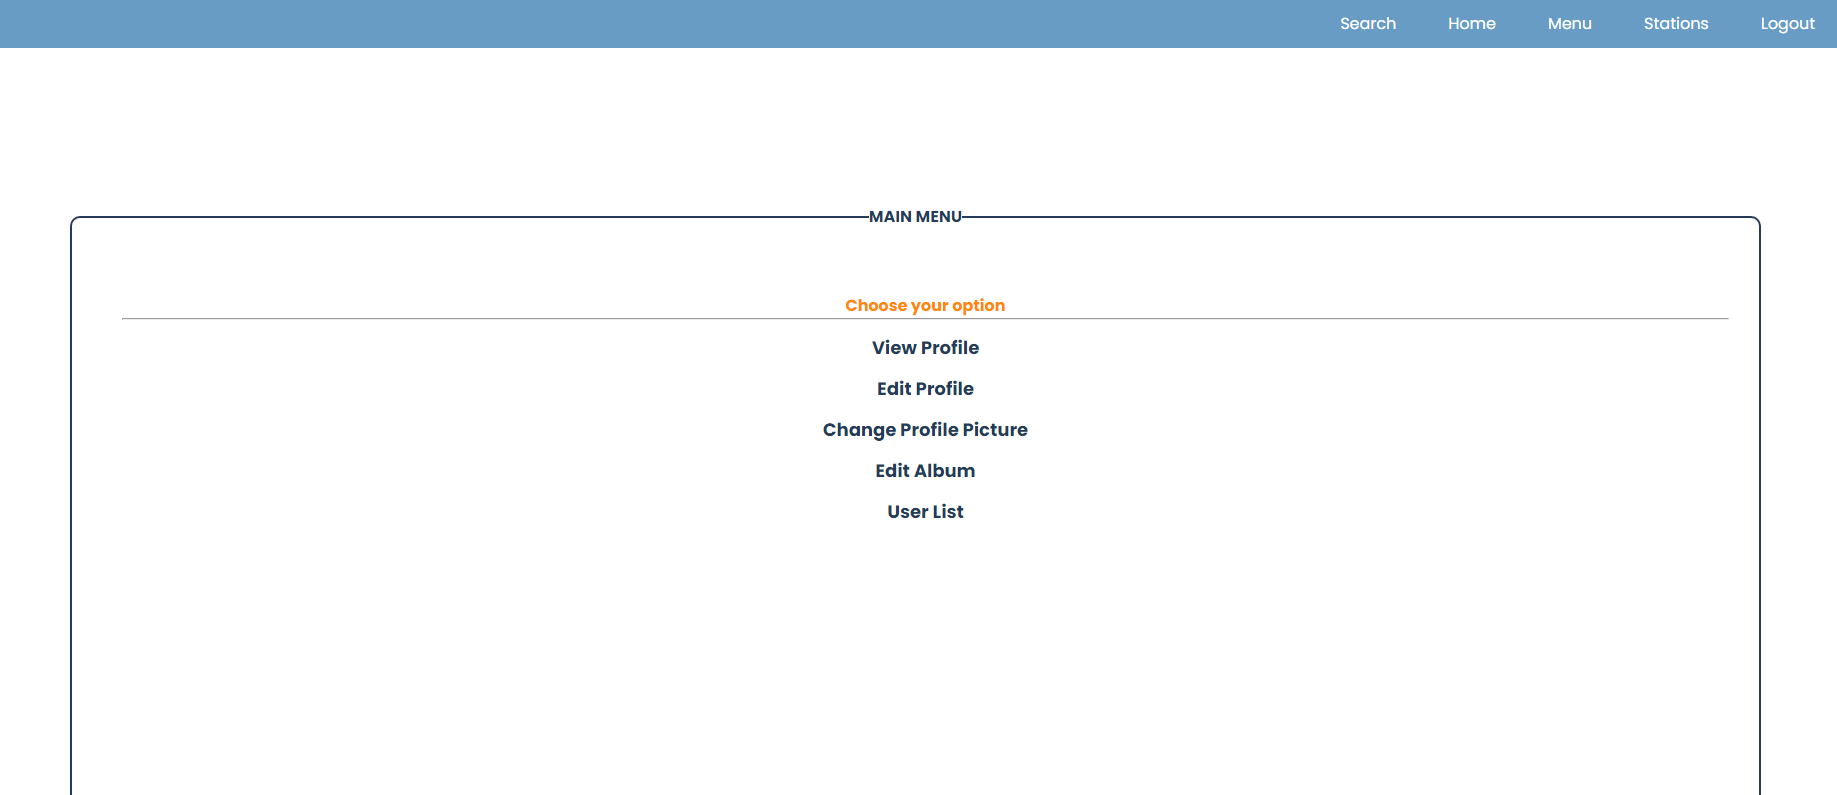 Search Home Menu Stations Logout
MAIN MENU
Choose your option
View Profile
Edit Profile
Change Profile Picture
Edit Album
User List